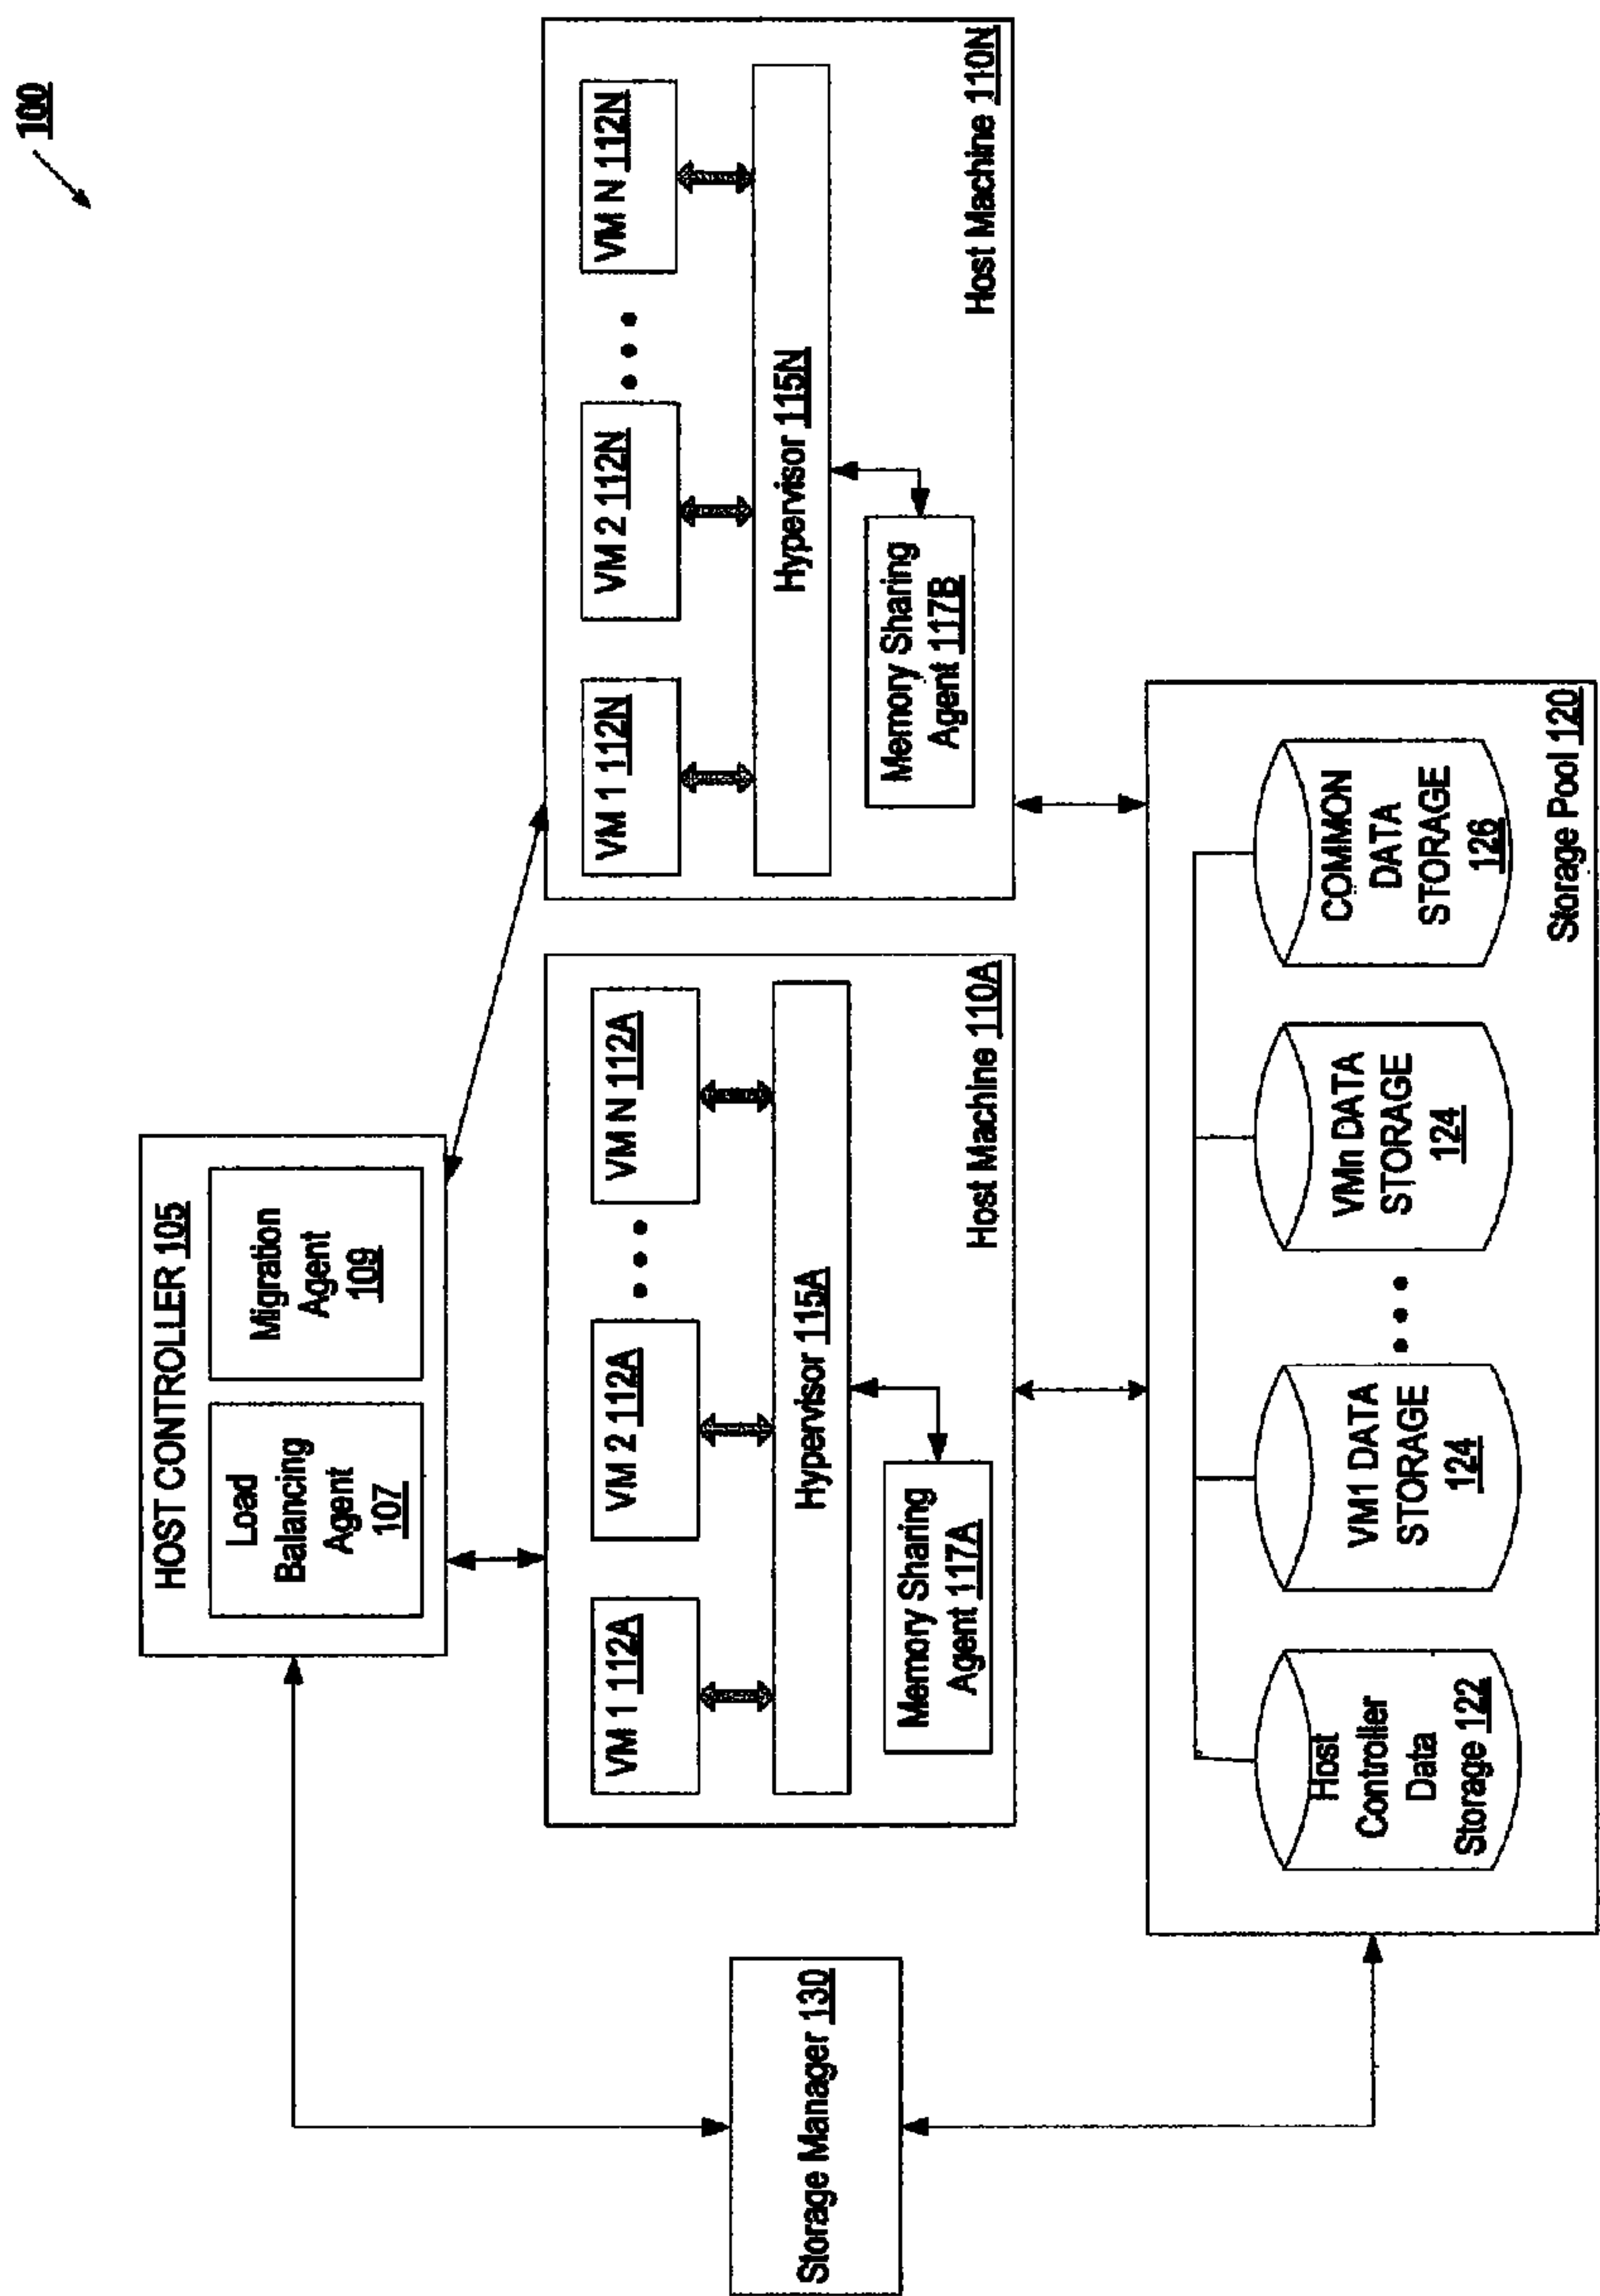 100
HOST CONTROLLER 105
Load
Balancing
Agent
107
Migration
Agent
109
VM 1 112A
VM 2 112A
VM N 112A
Hypervisor 115A
Memory Sharing
Agent 117A
Host Machine 110A
VM 1 112N
VM 2 112N
VM N 112N
Hypervisor 115N
Memory Sharing
Agent 117B
Host Machine 110N
Storage Manager 130
Host
Controller
Data
Storage 122
VM1 DATA
STORAGE
124
VMn DATA
STORAGE
124
COMMON
DATA
STORAGE
126
Storage Pool 120